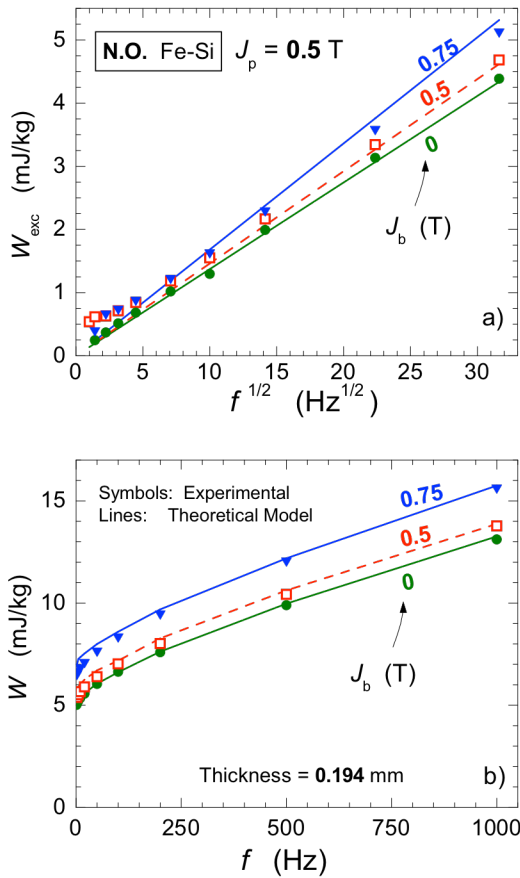 N.O. Fe-Si J_p = 0.5 T
0.75
0.5
0
J_b (T)
W_exc (mJ/kg)
5
4
3
2
1
0
0 5 10 15 20 25 30
a)
f^1/2 (Hz^1/2)
Symbols: Experimental
Lines: Theoretical Model
0.75
0.5
0
J_b (T)
W (mJ/kg)
15
10
5
0
Thickness = 0.194 mm
b)
0 250 500 750 1000
f (Hz)